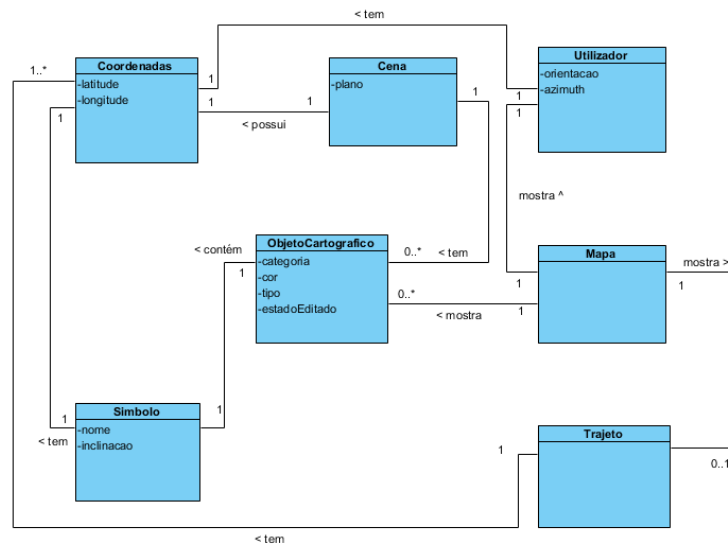 < tem
1..*
Coordenadas
-latitude
-longitude
1
1
1
Cena
-plano
1
1
< possui
Utilizador
-orientacao
-azimuth
1
1
mostra ^
< contém
1
ObjetoCartografico
-categoria
-cor
-tipo
-estadoEditado
0..*
< tem
0..*
1
< mostra
Mapa
1
mostra >
1
Simbolo
-nome
-inclinacao
1
1
< tem
Trajeto
1
0..1
< tem